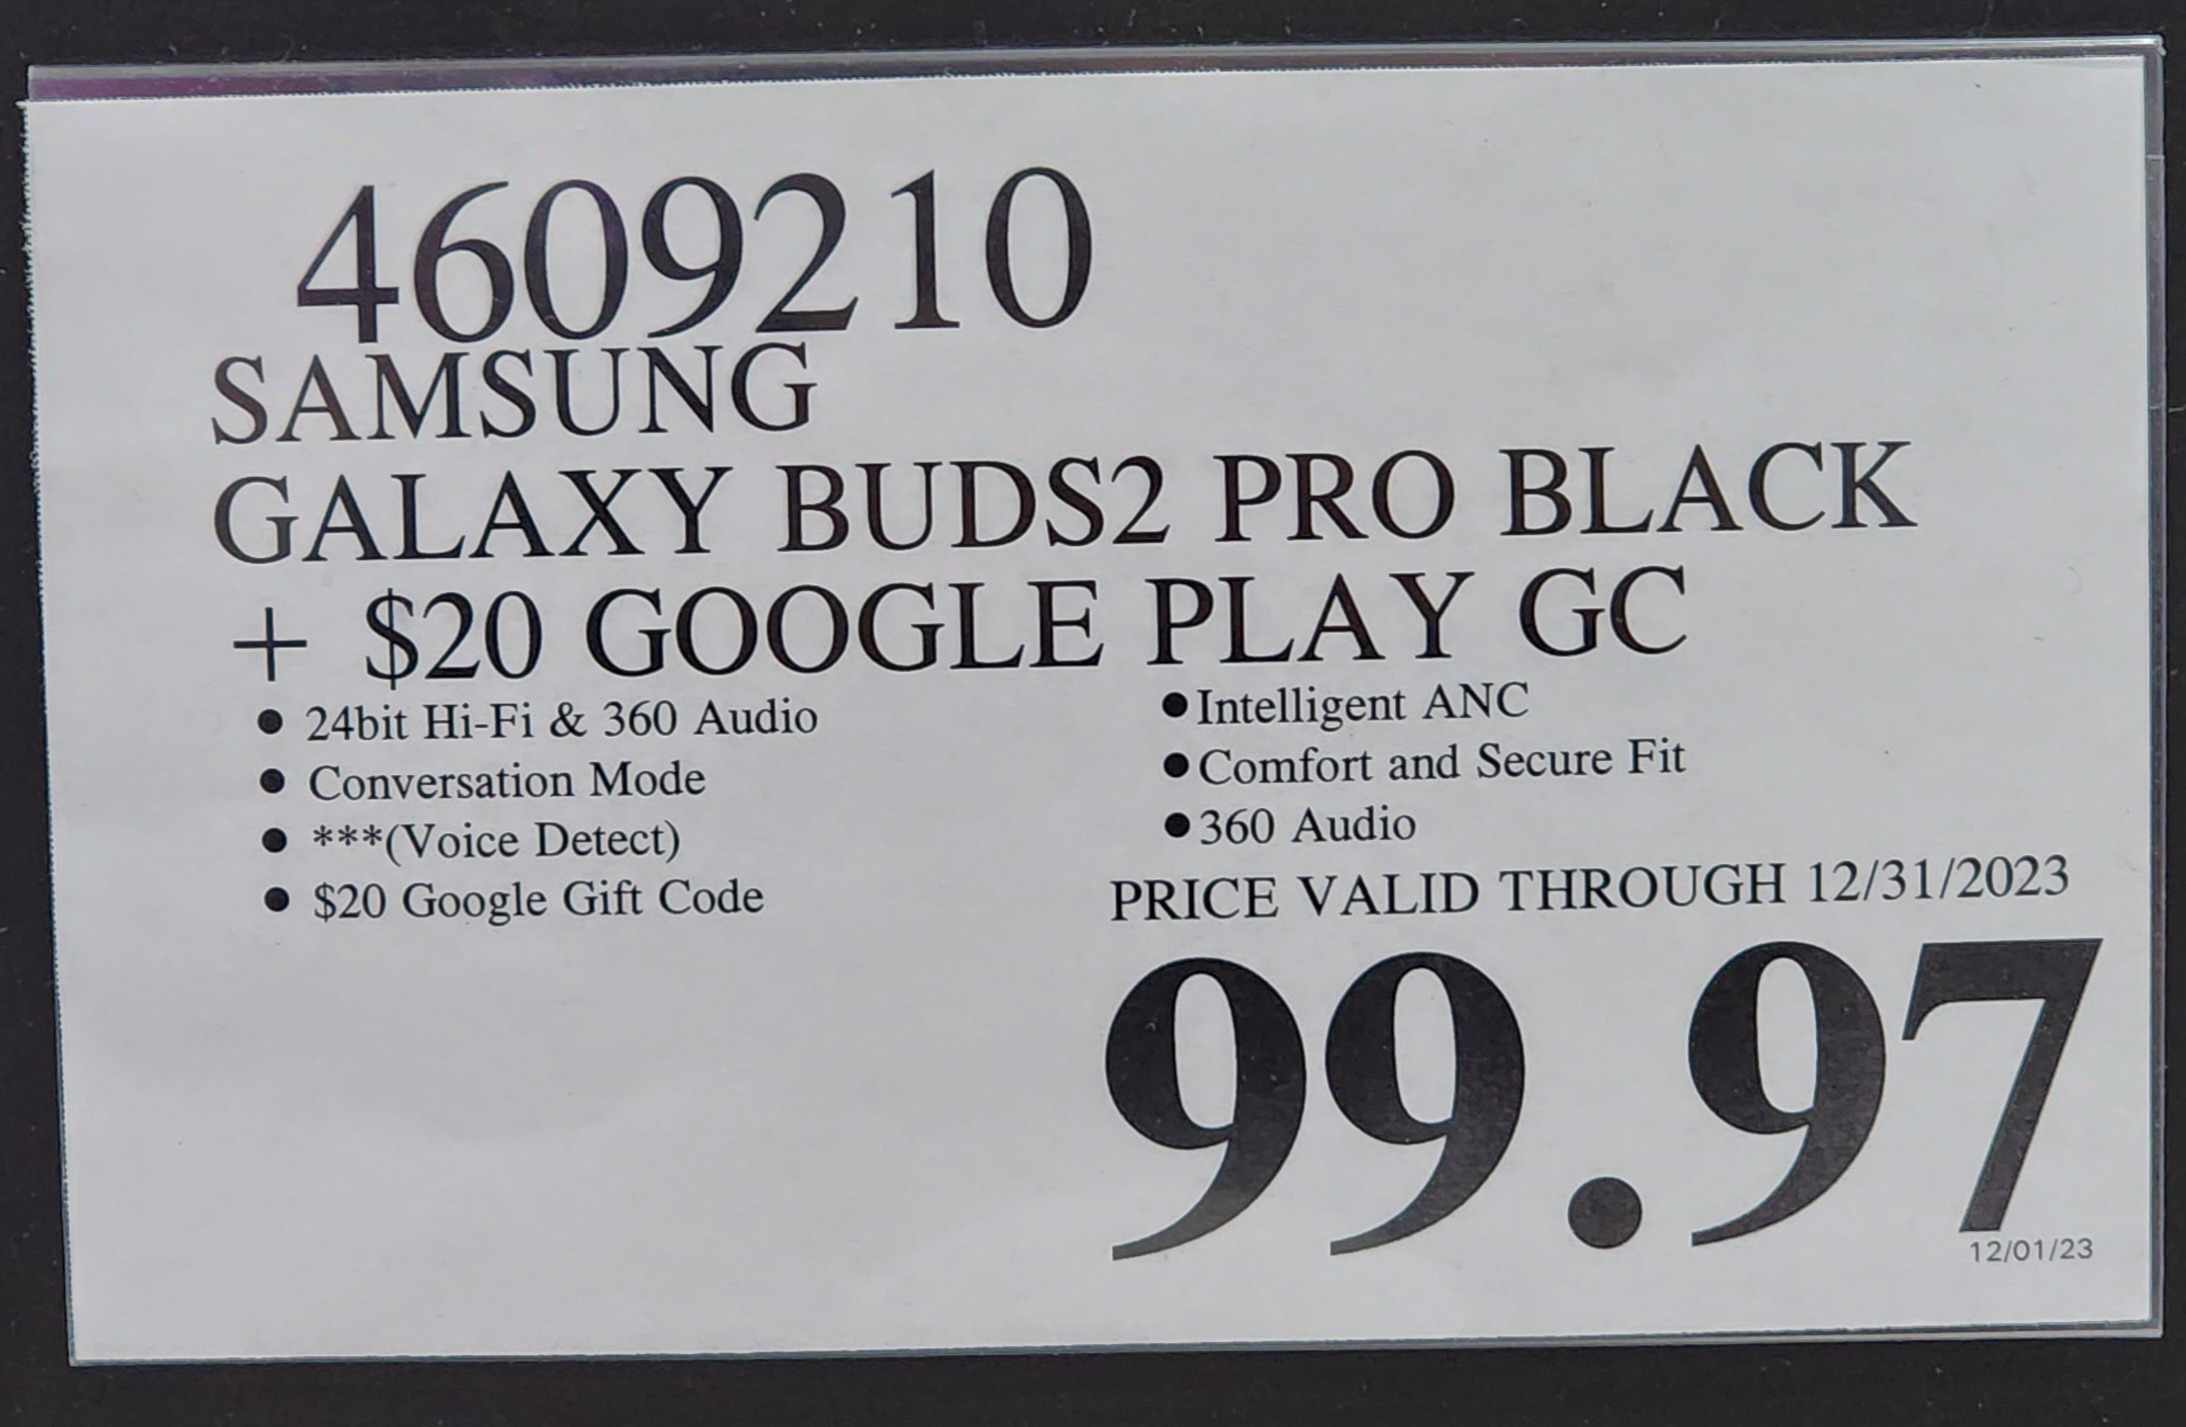 4609210
SAMSUNG
GALAXY BUDS2 PRO BLACK
+ $20 GOOGLE PLAY GC
● 24bit Hi-Fi & 360 Audio
● Conversation Mode
● ***(Voice Detect)
● $20 Google Gift Code
● Intelligent ANC
● Comfort and Secure Fit
● 360 Audio
PRICE VALID THROUGH 12/31/2023
99.97
12/01/23